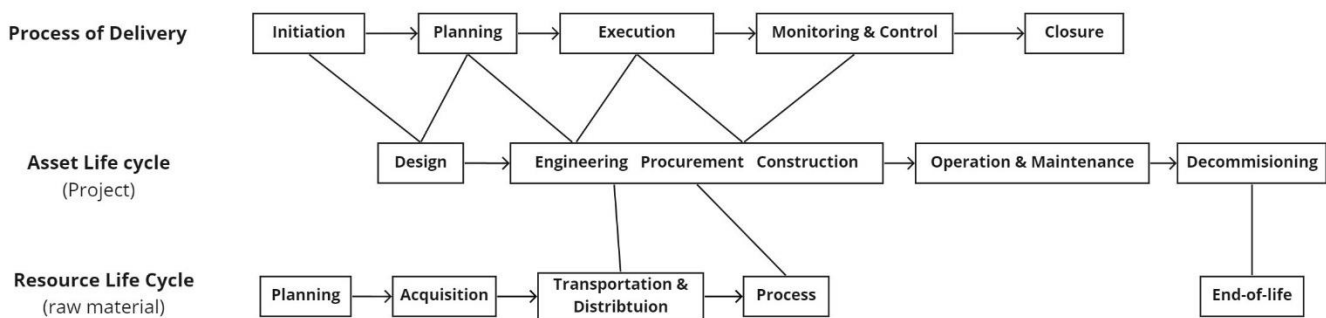 Process of Delivery
Initiation
Planning
Execution
Monitoring & Control
Closure
Asset Life cycle
(Project)
Design
Engineering Procurement Construction
Operation & Maintenance
Decommisioning
Resource Life Cycle
(raw material)
Planning
Acquisition
Transportation &
Distribtuion
Process
End-of-life